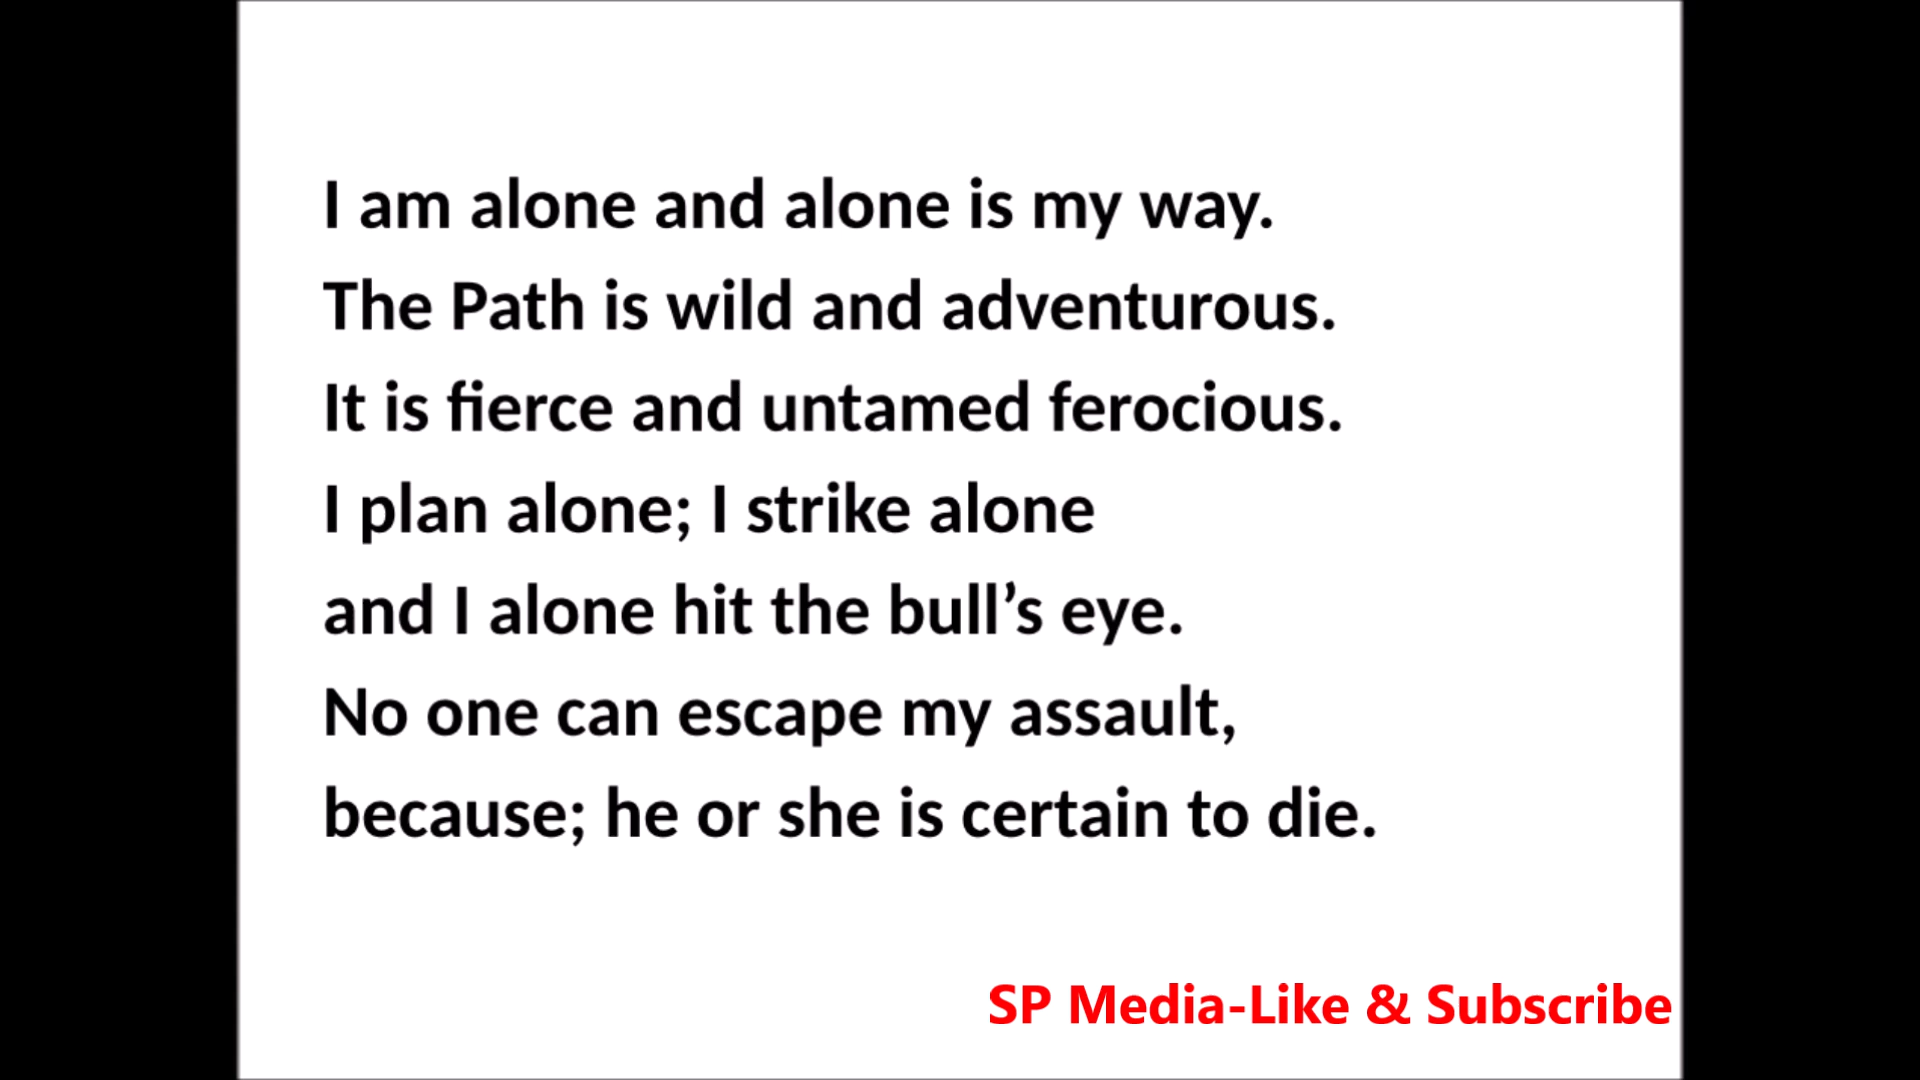 I am alone and alone is my way.
The Path is wild and adventurous.
It is fierce and untamed ferocious.
I plan alone; I strike alone
and I alone hit the bull’s eye.
No one can escape my assault,
because; he or she is certain to die.
SP Media-Like & Subscribe